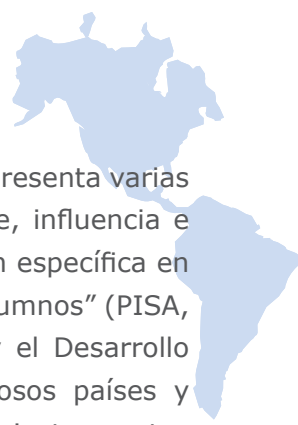 resenta varias
e, influencia e
n específica en
umnos” (PISA,
el Desarrollo
osos países y